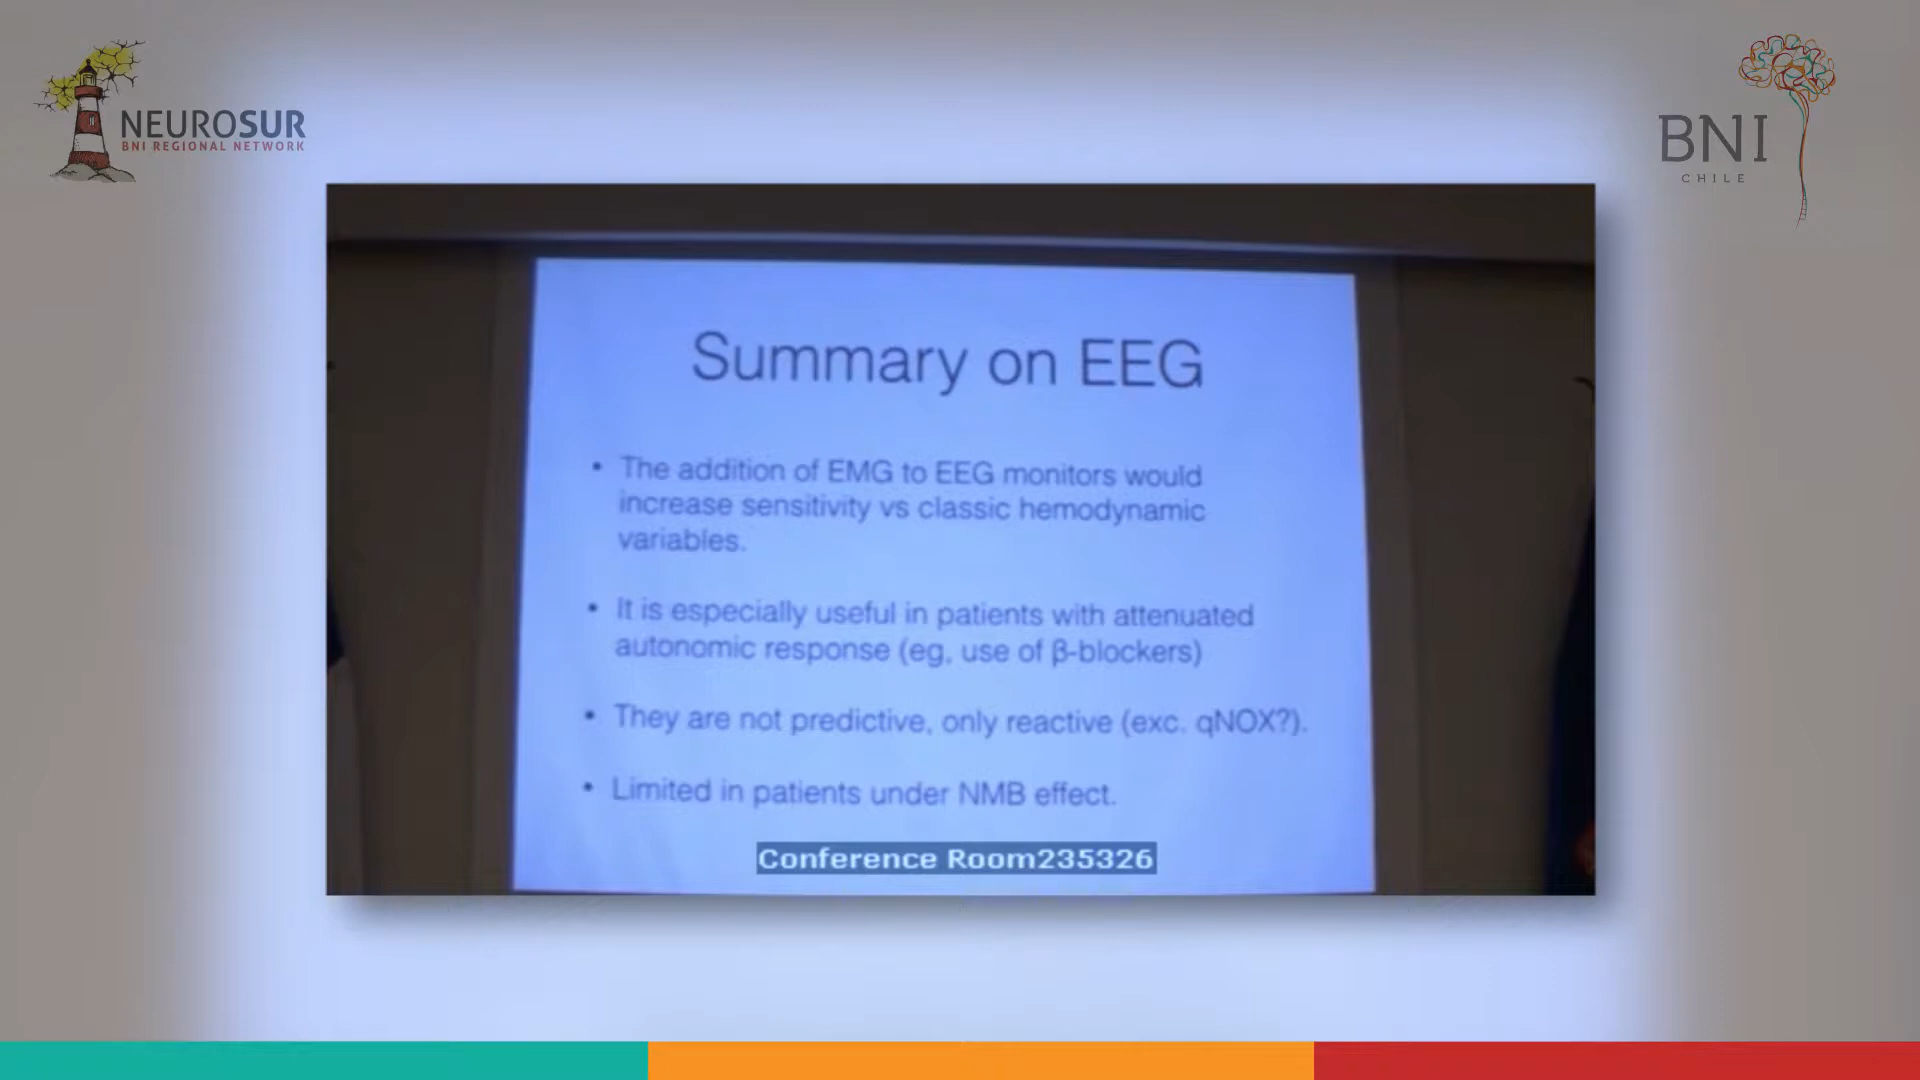 NEUROSUR
BNI REGIONAL NETWORK
BNI
CHILE
Summary on EEG
• The addition of EMG to EEG monitors would
increase sensitivity vs classic hemodynamic
variables.
• It is especially useful in patients with attenuated
autonomic response (eg, use of β-blockers)
• They are not predictive, only reactive (exc. qNOX?).
• Limited in patients under NMB effect.
Conference Room235326